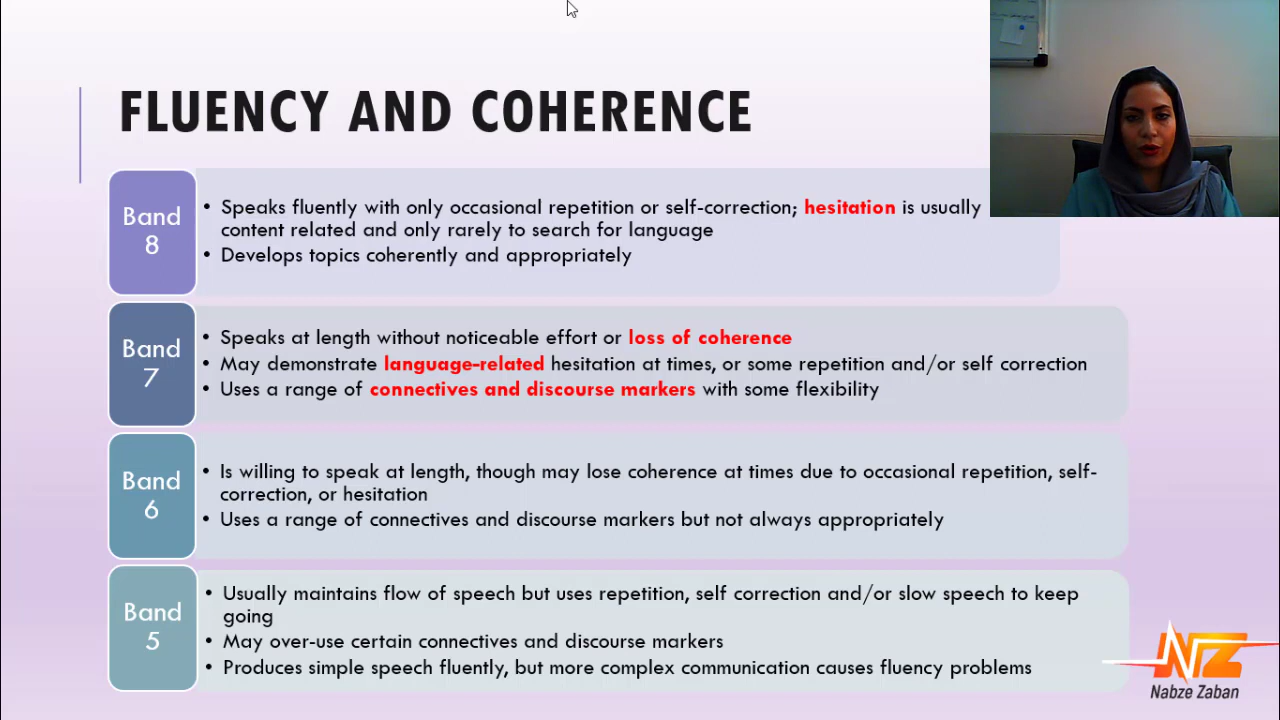 FLUENCY AND COHERENCE
Band
8
• Speaks fluently with only occasional repetition or self-correction; hesitation is usually
content related and only rarely to search for language
• Develops topics coherently and appropriately
Band
7
• Speaks at length without noticeable effort or loss of coherence
• May demonstrate language-related hesitation at times, or some repetition and/or self correction
• Uses a range of connectives and discourse markers with some flexibility
Band
6
• Is willing to speak at length, though may lose coherence at times due to occasional repetition, self-
correction, or hesitation
• Uses a range of connectives and discourse markers but not always appropriately
Band
5
• Usually maintains flow of speech but uses repetition, self correction and/or slow speech to keep
going
• May over-use certain connectives and discourse markers
• Produces simple speech fluently, but more complex communication causes fluency problems
NZ
Nabze Zaban